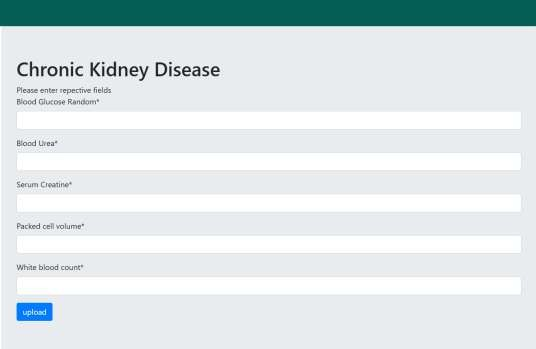 Chronic Kidney Disease
Please enter repective fields
Blood Glucose Random*
Blood Urea*
Serum Creatine*
Packed cell volume*
White blood count*
upload